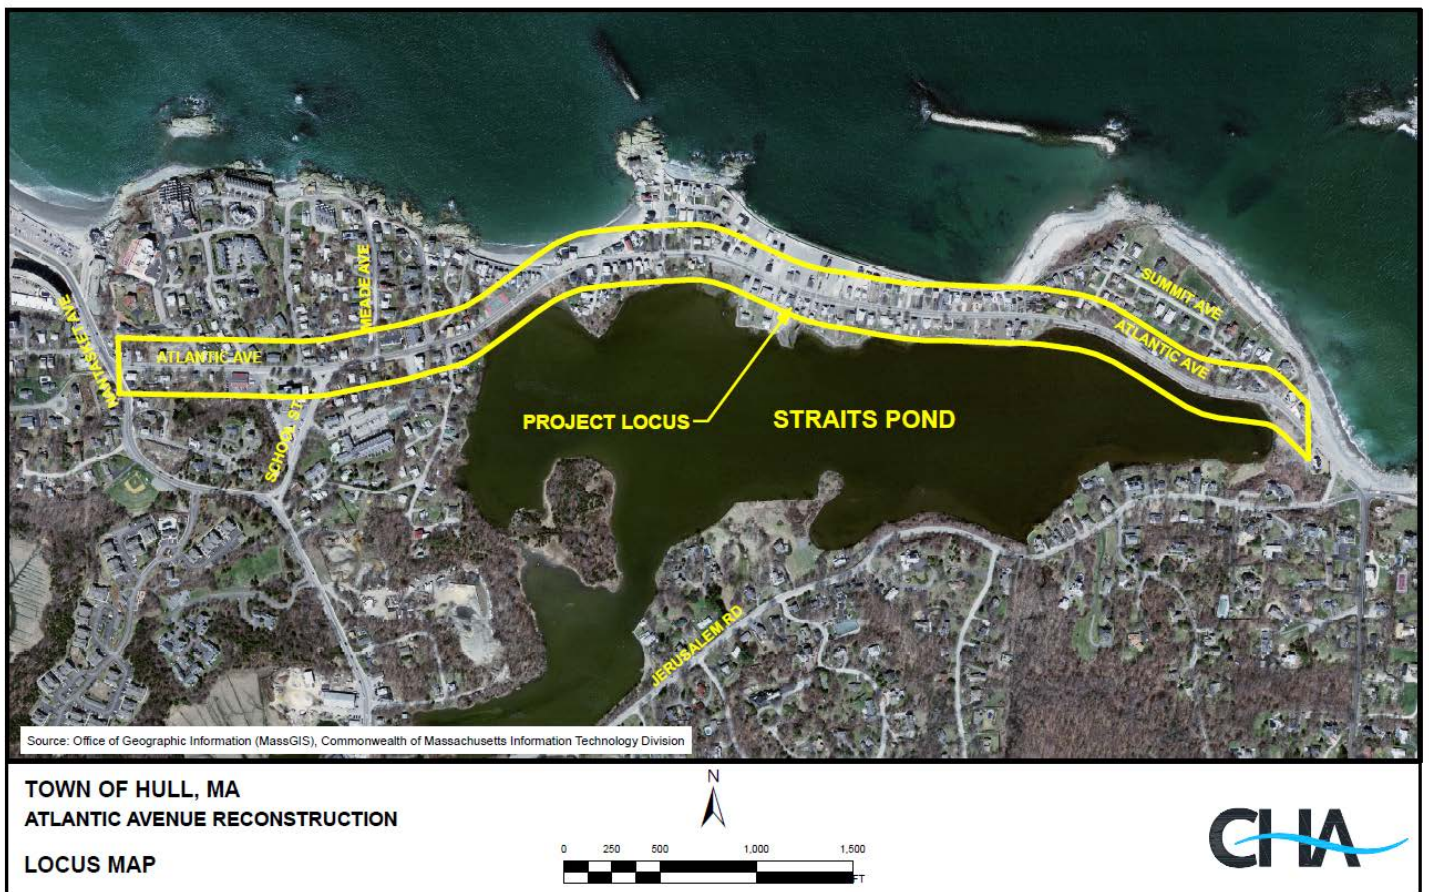 SUMMIT AVE
MEADE AVE
NANTASKET AVE
ATLANTIC AVE
ATLANTIC AVE
SCHOOL ST
PROJECT LOCUS
STRAITS POND
JERUSALEM RD
Source: Office of Geographic Information (MassGIS), Commonwealth of Massachusetts Information Technology Division
TOWN OF HULL, MA
ATLANTIC AVENUE RECONSTRUCTION
LOCUS MAP
N
0 250 500 1,000 1,500
FT
CHA